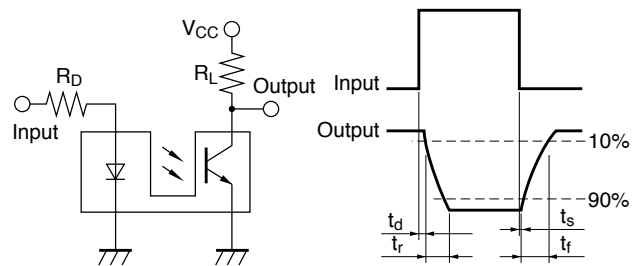 VCC
RD
RL
Output
Input
Input
Output
10%
90%
td
ts
tr
tf